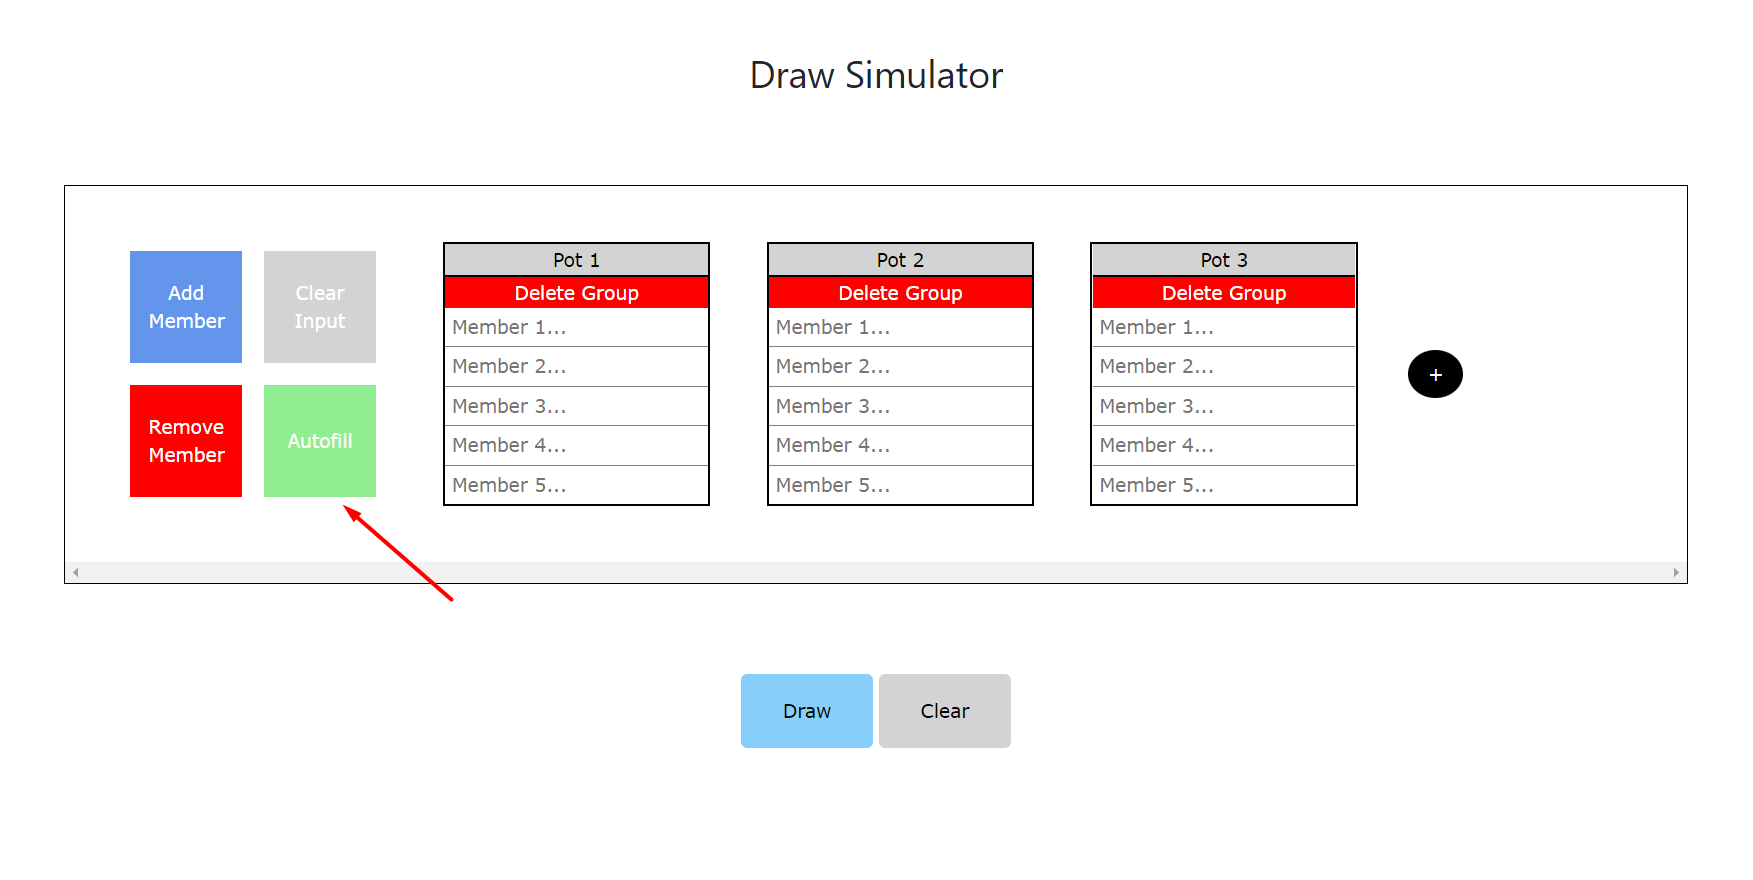 Draw Simulator
Add
Member
Clear
Input
Remove
Member
Autofill
Pot 1
Delete Group
Member 1...
Member 2...
Member 3...
Member 4...
Member 5...
Pot 2
Delete Group
Member 1...
Member 2...
Member 3...
Member 4...
Member 5...
Pot 3
Delete Group
Member 1...
Member 2...
Member 3...
Member 4...
Member 5...
+
Draw
Clear